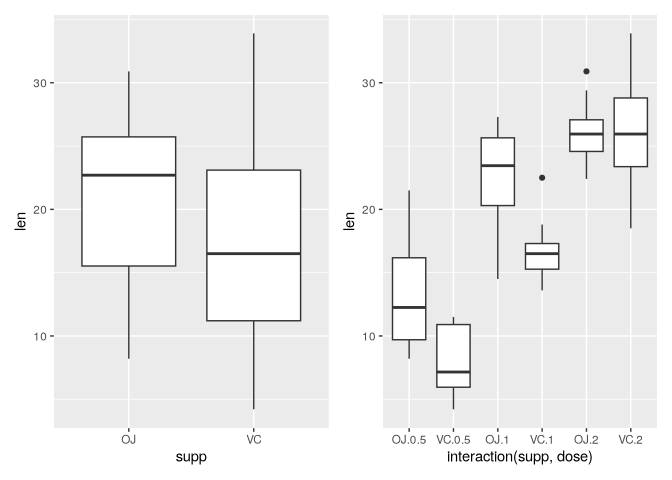 len
30
20
10
OJ
VC
supp
len
30
20
10
OJ.0.5
VC.0.5
OJ.1
VC.1
OJ.2
VC.2
interaction(supp, dose)